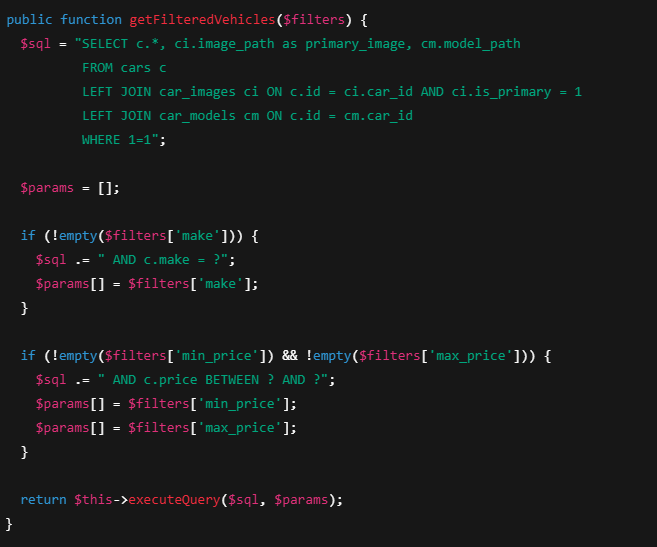 public function getFilteredVehicles($filters) {
  $sql = "SELECT c.*, ci.image_path as primary_image, cm.model_path
          FROM cars c
          LEFT JOIN car_images ci ON c.id = ci.car_id AND ci.is_primary = 1
          LEFT JOIN car_models cm ON c.id = cm.car_id
          WHERE 1=1";

  $params = [];

  if (!empty($filters['make'])) {
    $sql .= " AND c.make = ?";
    $params[] = $filters['make'];
  }

  if (!empty($filters['min_price']) && !empty($filters['max_price'])) {
    $sql .= " AND c.price BETWEEN ? AND ?";
    $params[] = $filters['min_price'];
    $params[] = $filters['max_price'];
  }

  return $this->executeQuery($sql, $params);
}